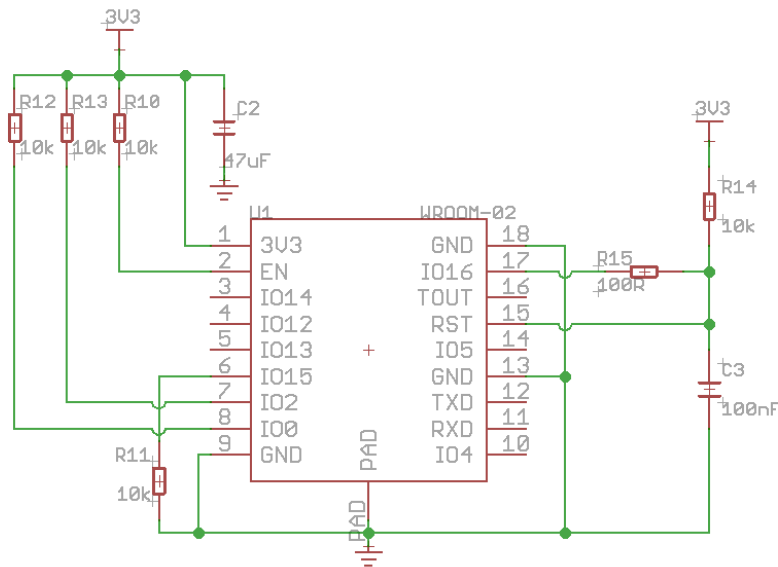 3V3
R12 R13 R10 C2
10k 10k 10k 47uF
3V3
R14
10k
U1 WROOM-02
1 3V3 GND 18
2 EN IO16 17
3 IO14 TOUT 16
4 IO12 RST 15
5 IO13 IO5 14
6 IO15 GND 13
7 IO2 TXD 12
8 IO0 RXD 11
9 GND IO4 10
PAD
PAD
R15
100R
C3
100nF
R11
10k